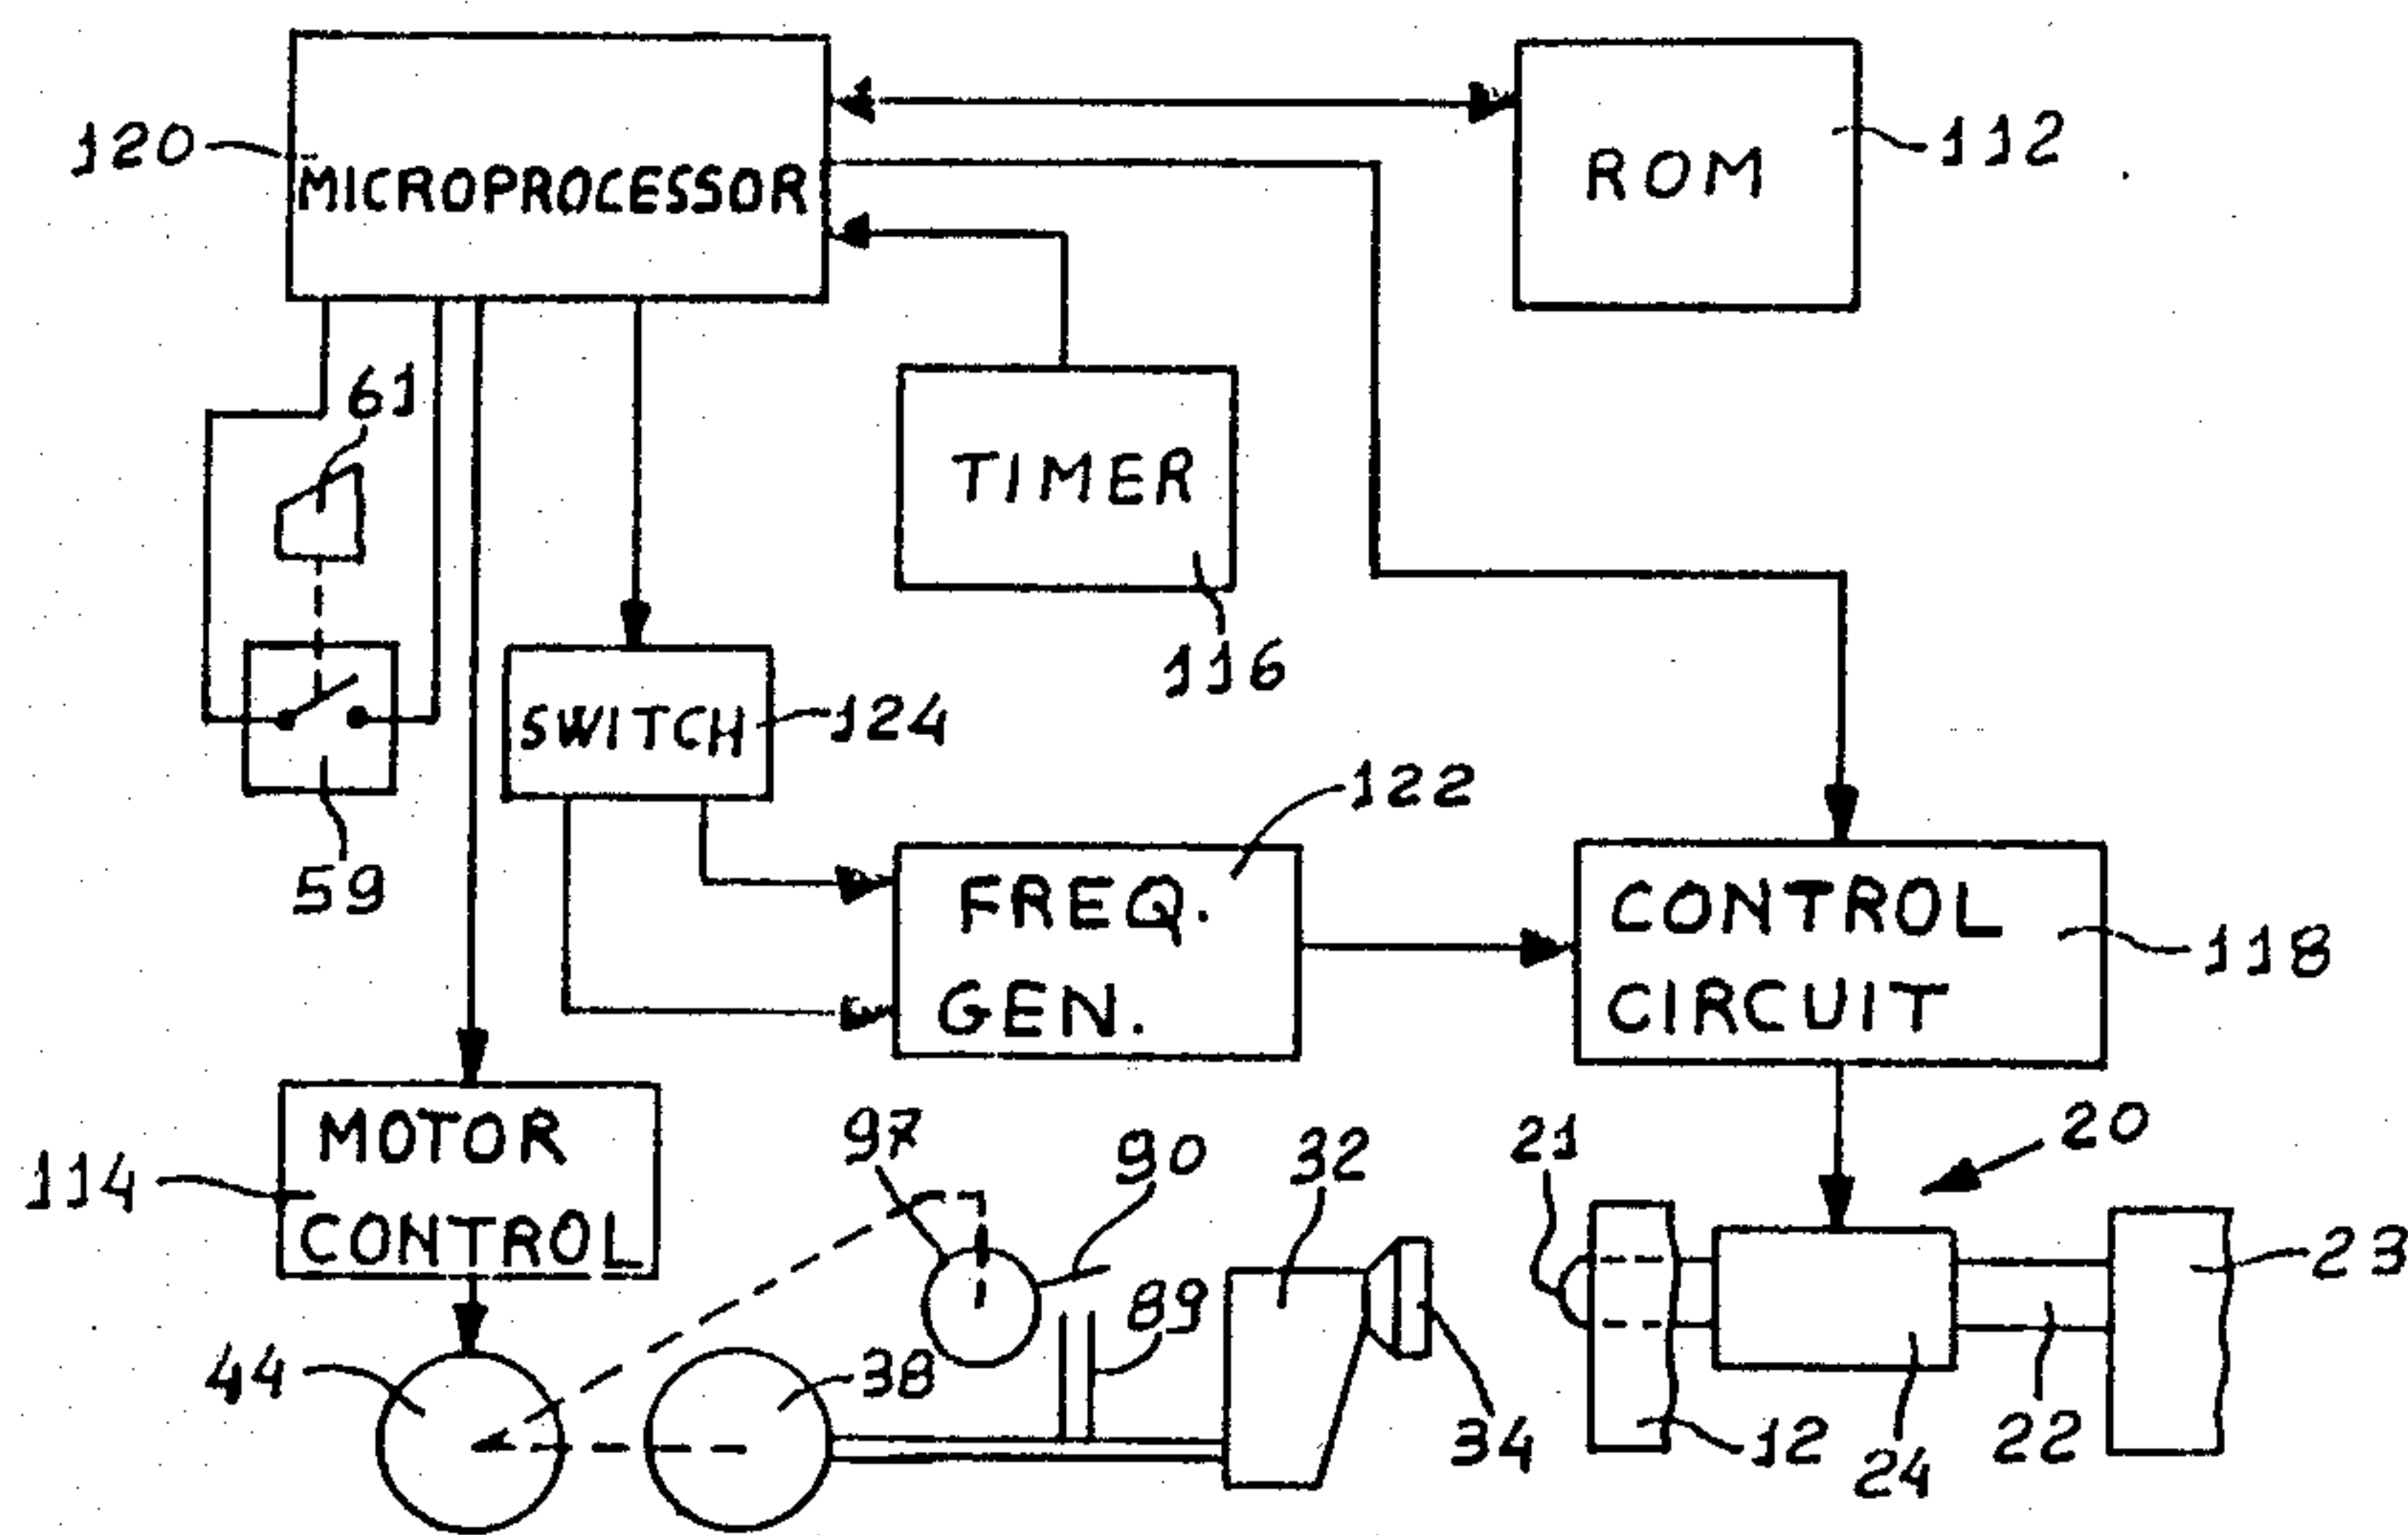 120
MICROPROCESSOR
ROM
112
61
TIMER
116
SWITCH
124
59
122
FREQ.
GEN.
CONTROL
CIRCUIT
118
MOTOR
CONTROL
114
97
90
32
21
20
23
89
44
38
34
12
24
22